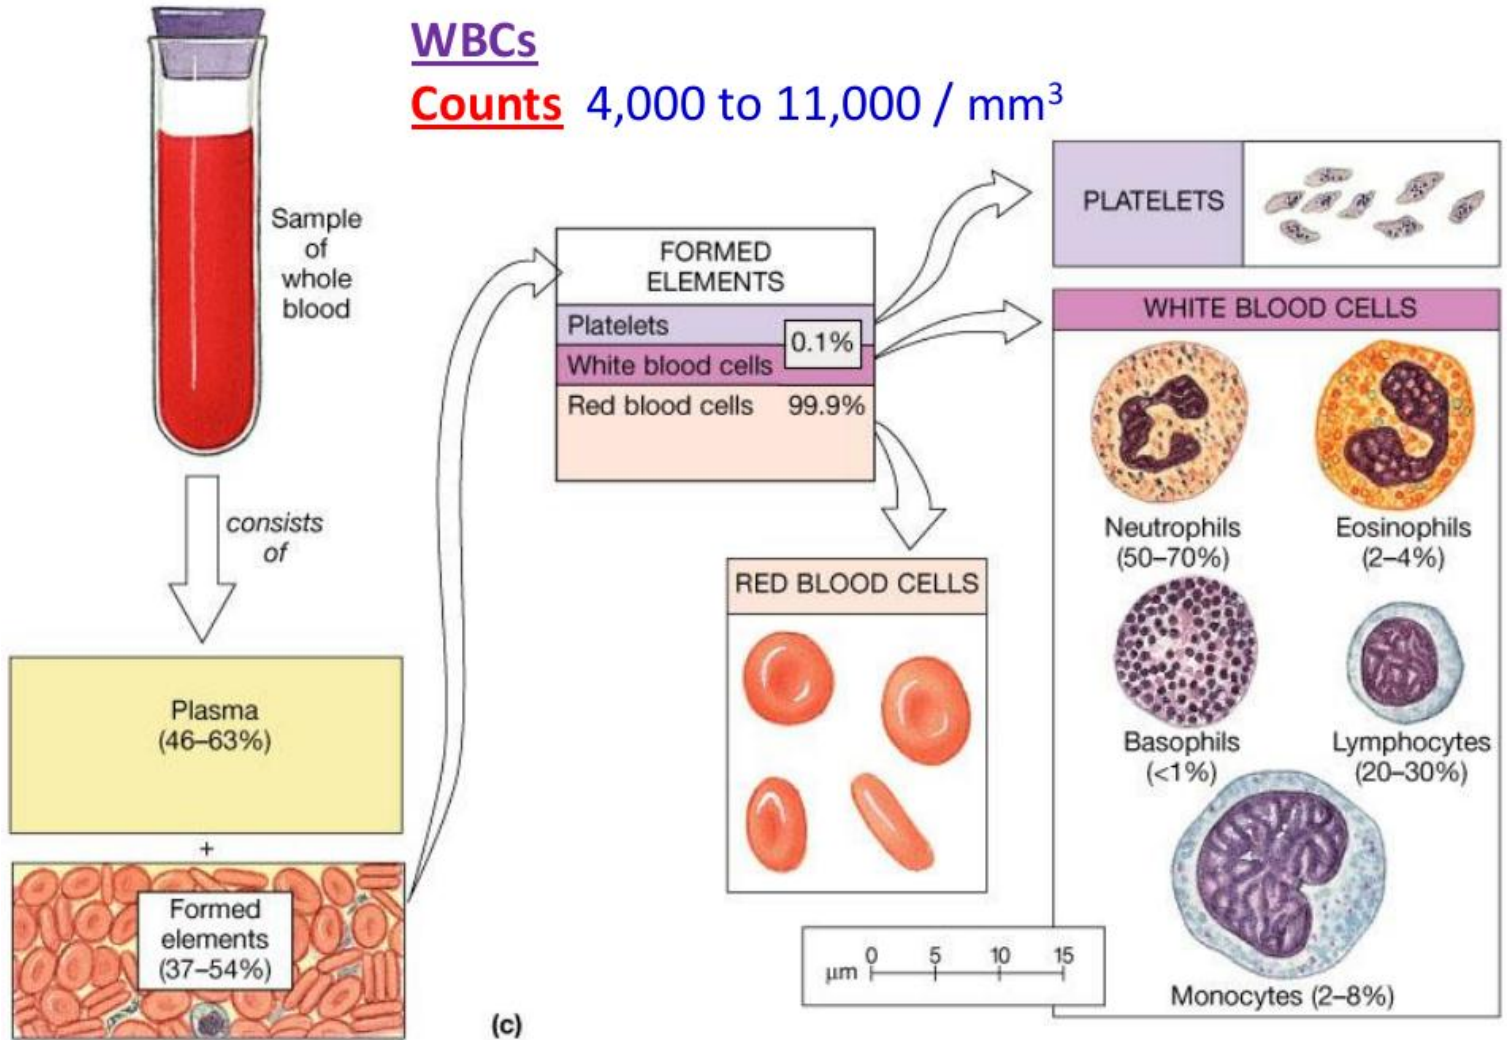 WBCs
Counts 4,000 to 11,000 / mm³
Sample
of
whole
blood
consists
of
Plasma
(46–63%)
+
Formed
elements
(37–54%)
FORMED
ELEMENTS
Platelets
0.1%
White blood cells
Red blood cells 99.9%
PLATELETS
WHITE BLOOD CELLS
Neutrophils
(50–70%)
Eosinophils
(2–4%)
Basophils
(<1%)
Lymphocytes
(20–30%)
Monocytes (2–8%)
RED BLOOD CELLS
µm 0 5 10 15
(c)